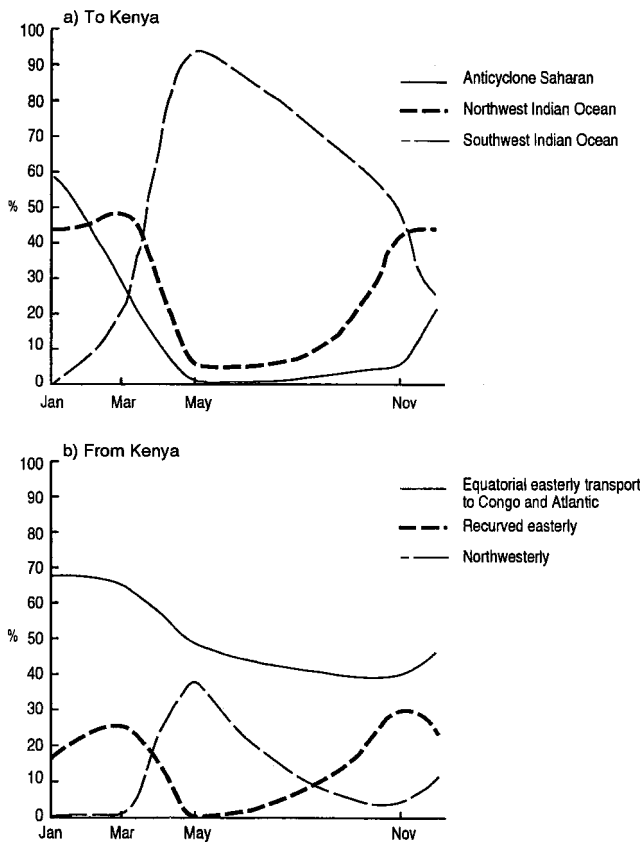 a) To Kenya
100
90
80
70
60
50
40
30
20
10
0
%
Jan Mar May Nov
Anticyclone Saharan
Northwest Indian Ocean
Southwest Indian Ocean
b) From Kenya
100
90
80
70
60
50
40
30
20
10
0
%
Jan Mar May Nov
Equatorial easterly transport
to Congo and Atlantic
Recurved easterly
Northwesterly